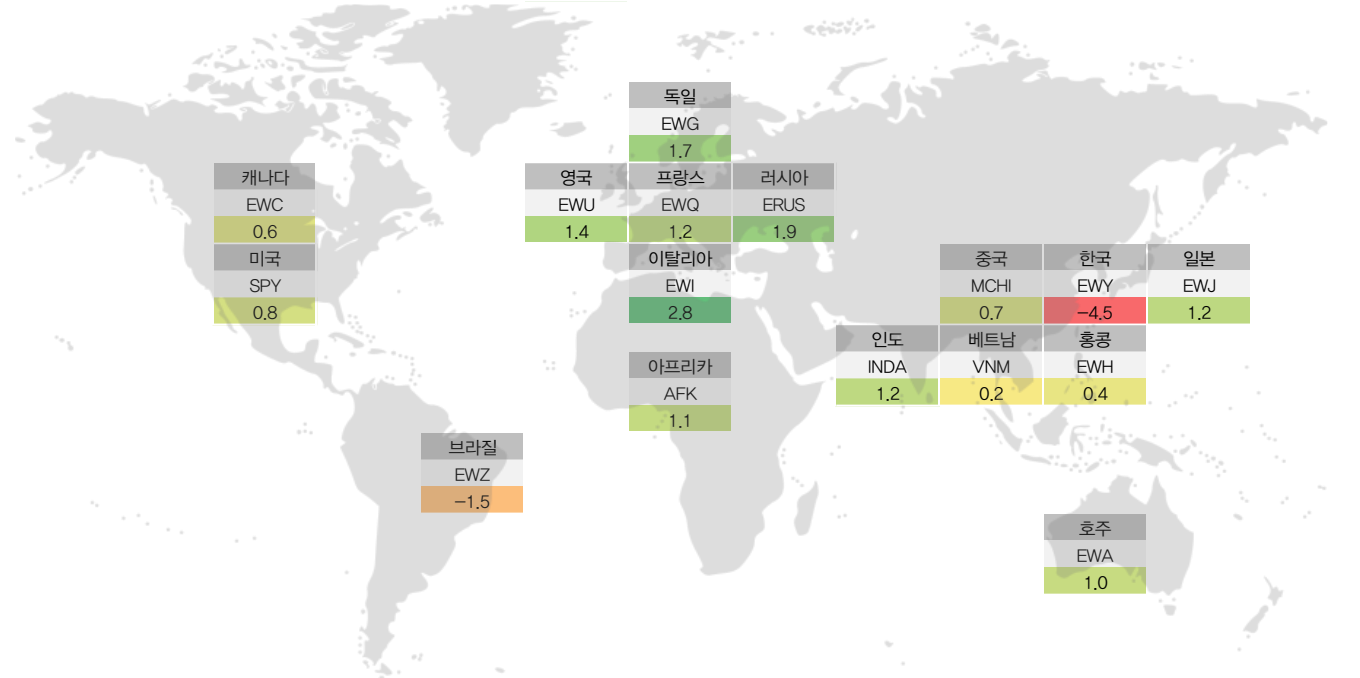 독일
EWG
1.7
캐나다
EWC
0.6
미국
SPY
0.8
영국
EWU
1.4
프랑스
EWQ
1.2
러시아
ERUS
1.9
이탈리아
EWI
2.8
아프리카
AFK
1.1
브라질
EWZ
-1.5
중국
MCHI
0.7
한국
EWY
-4.5
일본
EWJ
1.2
인도
INDA
1.2
베트남
VNM
0.2
홍콩
EWH
0.4
호주
EWA
1.0